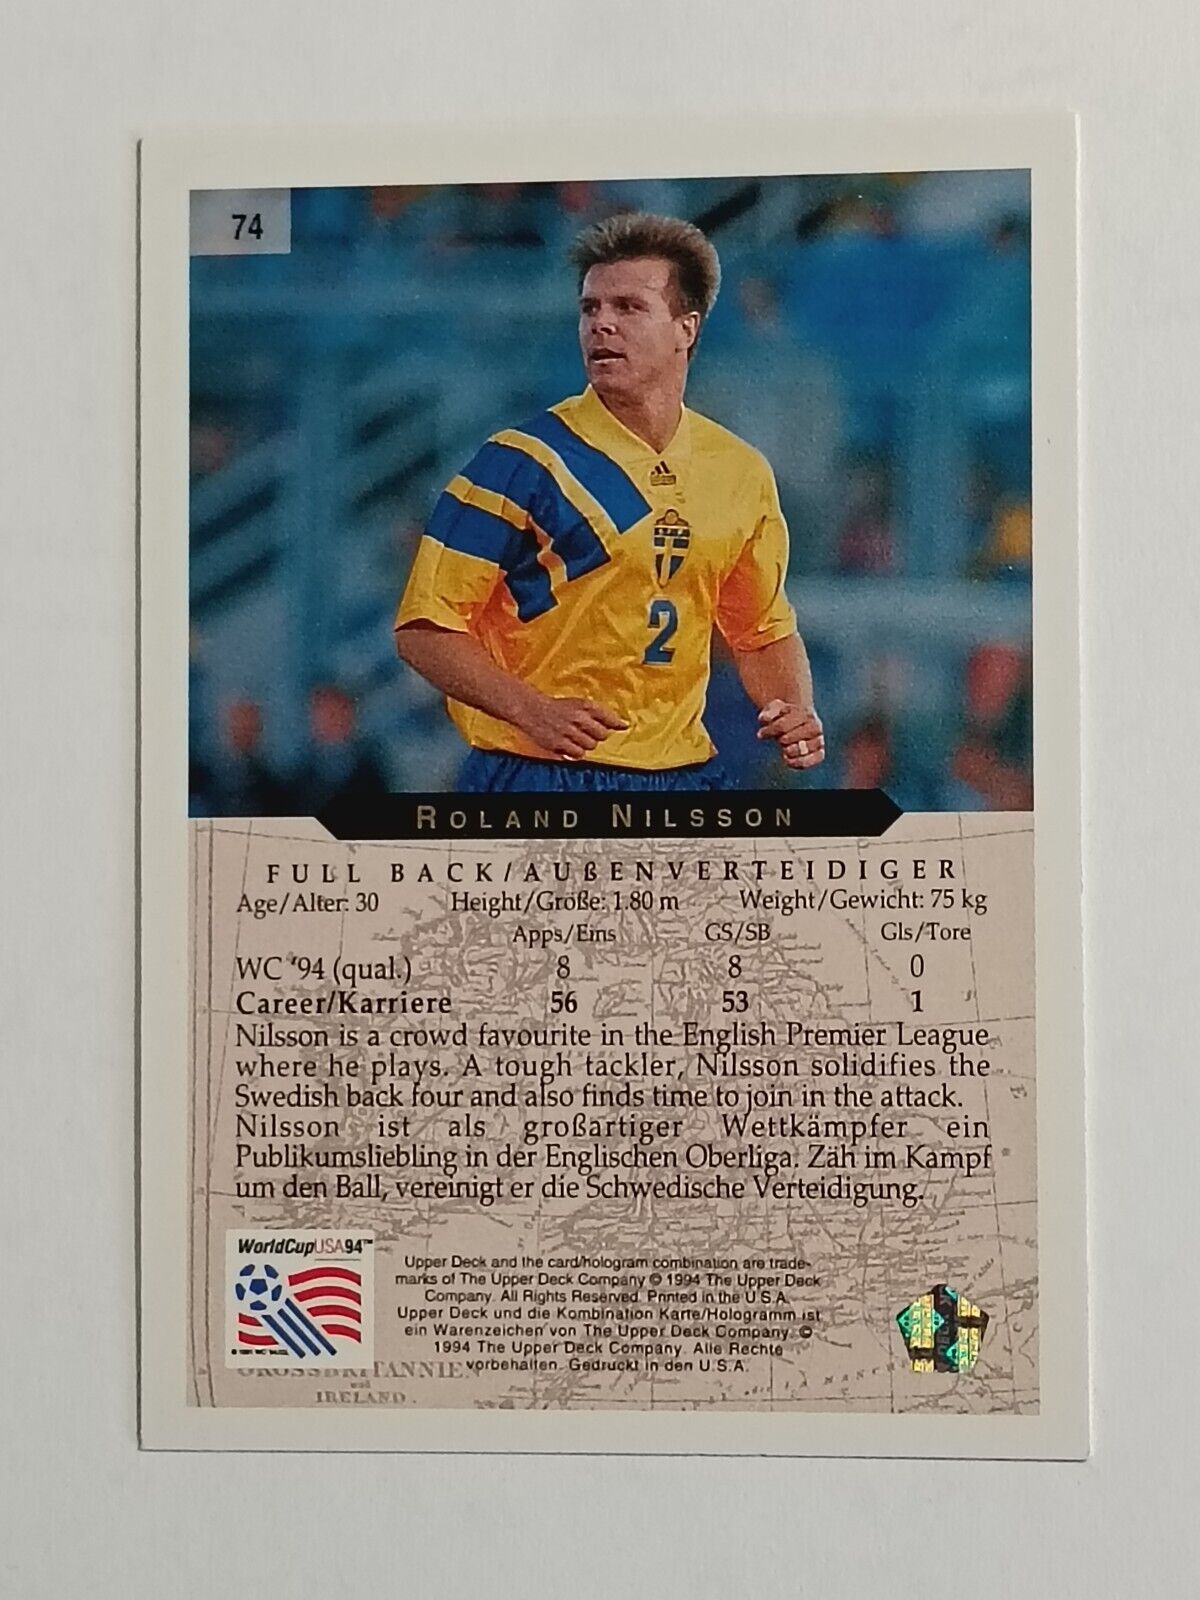 74
SFF
2
ROLAND NILSSON
FULL BACK/AUßENVERTEIDIGER
Age/Alter: 30 Height/Größe: 1.80 m Weight/Gewicht: 75 kg
Apps/Eins GS/SB Gls/Tore
WC '94 (qual.) 8 8 0
Career/Karriere 56 53 1
Nilsson is a crowd favourite in the English Premier League
where he plays. A tough tackler, Nilsson solidifies the
Swedish back four and also finds time to join in the attack.
Nilsson ist als großartiger Wettkämpfer ein
Publikumsliebling in der Englischen Oberliga. Zäh im Kampf
um den Ball, vereinigt er die Schwedische Verteidigung.
WorldCupUSA94™
Upper Deck and the card/hologram combination are trade-
marks of The Upper Deck Company © 1994 The Upper Deck
Company. All Rights Reserved. Printed in the U.S.A.
Upper Deck und die Kombination Karte/Hologramm ist
ein Warenzeichen von The Upper Deck Company. ©
1994 The Upper Deck Company. Alle Rechte
vorbehalten. Gedruckt in den U.S.A.
GROSSBRITANNIEN
und
IRELAND.